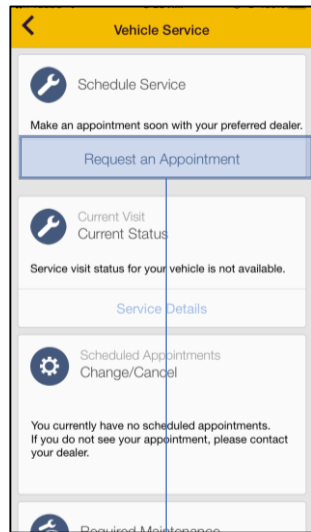 Vehicle Service
Schedule Service
Make an appointment soon with your preferred dealer.
Request an Appointment
Current Visit
Current Status
Service visit status for your vehicle is not available.
Service Details
Scheduled Appointments
Change/Cancel
You currently have no scheduled appointments.
If you do not see your appointment, please contact
your dealer.
Required Maintenance